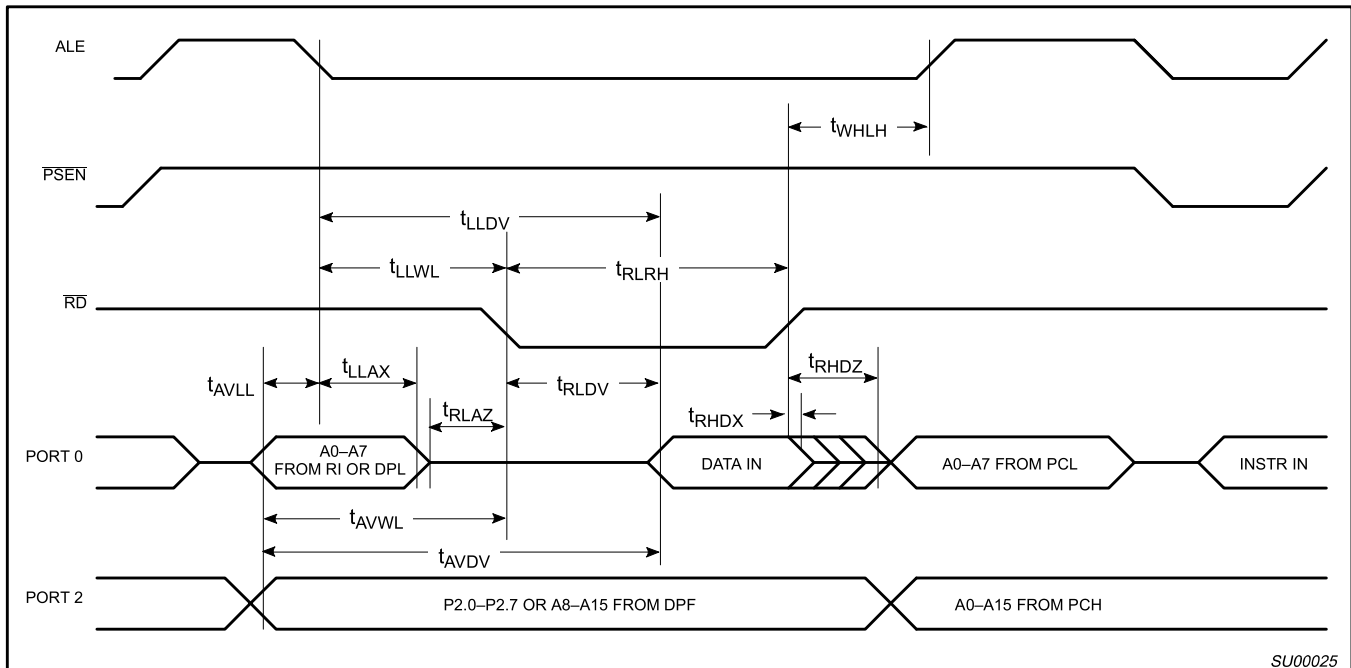 ALE
tWHLH
PSEN
tLLDV
tLLWL
tRLRH
RD
tAVLL
tLLAX
tRLAZ
tRLDV
tRHDZ
tRHDX
PORT 0
A0–A7
FROM RI OR DPL
DATA IN
A0–A7 FROM PCL
INSTR IN
tAVWL
tAVDV
PORT 2
P2.0–P2.7 OR A8–A15 FROM DPF
A0–A15 FROM PCH
SU00025